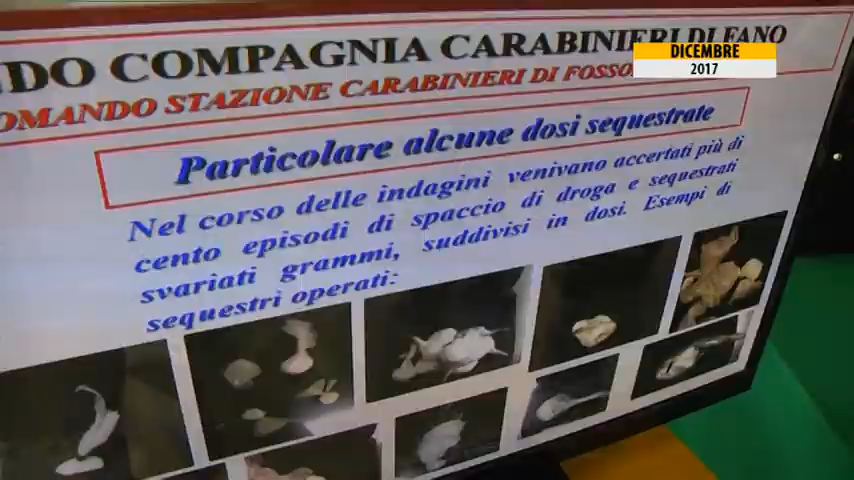 NDO COMPAGNIA CARABINIERI DI FANO
OMANDO STAZIONE CARABINIERI DI FOSSO
DICEMBRE
2017
Particolare alcune dosi sequestrate
Nel corso delle indagini venivano accertati più di
cento episodi di spaccio di droga e sequestrati
svariati grammi, suddivisi in dosi. Esempi di
sequestri operati: